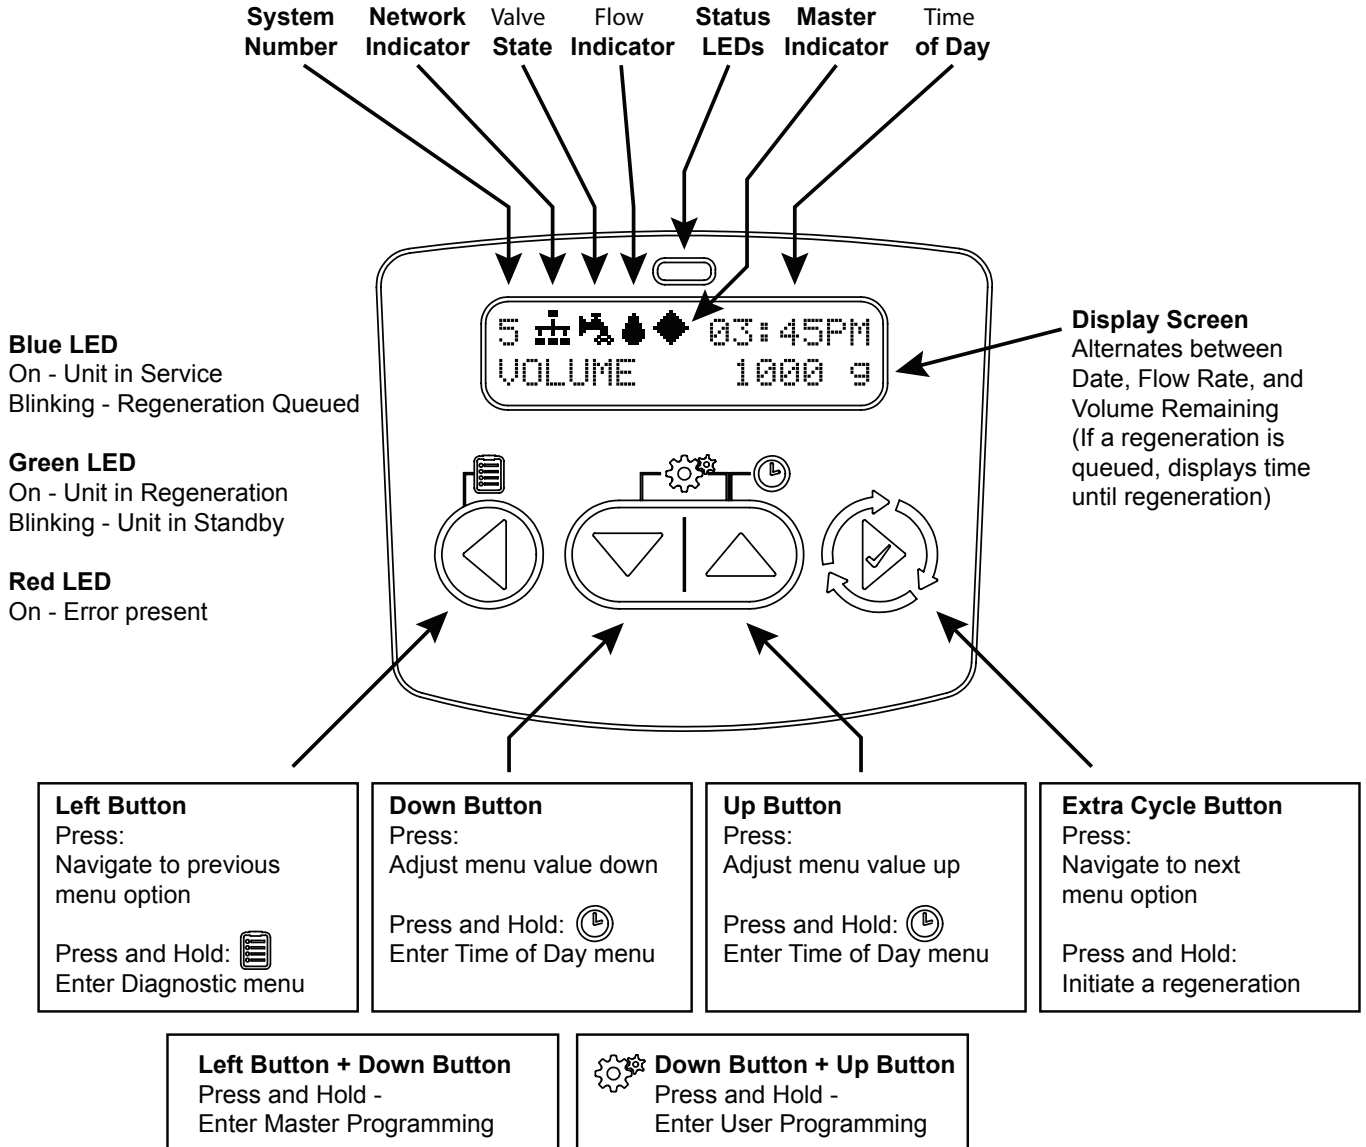 System Number
Network Indicator
Valve State
Flow Indicator
Status LEDs
Master Indicator
Time of Day
5 03:45PM
VOLUME 1000 g
Blue LED
On - Unit in Service
Blinking - Regeneration Queued
Green LED
On - Unit in Regeneration
Blinking - Unit in Standby
Red LED
On - Error present
Display Screen
Alternates between
Date, Flow Rate, and
Volume Remaining
(If a regeneration is
queued, displays time
until regeneration)
Left Button
Press:
Navigate to previous
menu option
Press and Hold:
Enter Diagnostic menu
Down Button
Press:
Adjust menu value down
Press and Hold:
Enter Time of Day menu
Up Button
Press:
Adjust menu value up
Press and Hold:
Enter Time of Day menu
Extra Cycle Button
Press:
Navigate to next
menu option
Press and Hold:
Initiate a regeneration
Left Button + Down Button
Press and Hold -
Enter Master Programming
Down Button + Up Button
Press and Hold -
Enter User Programming